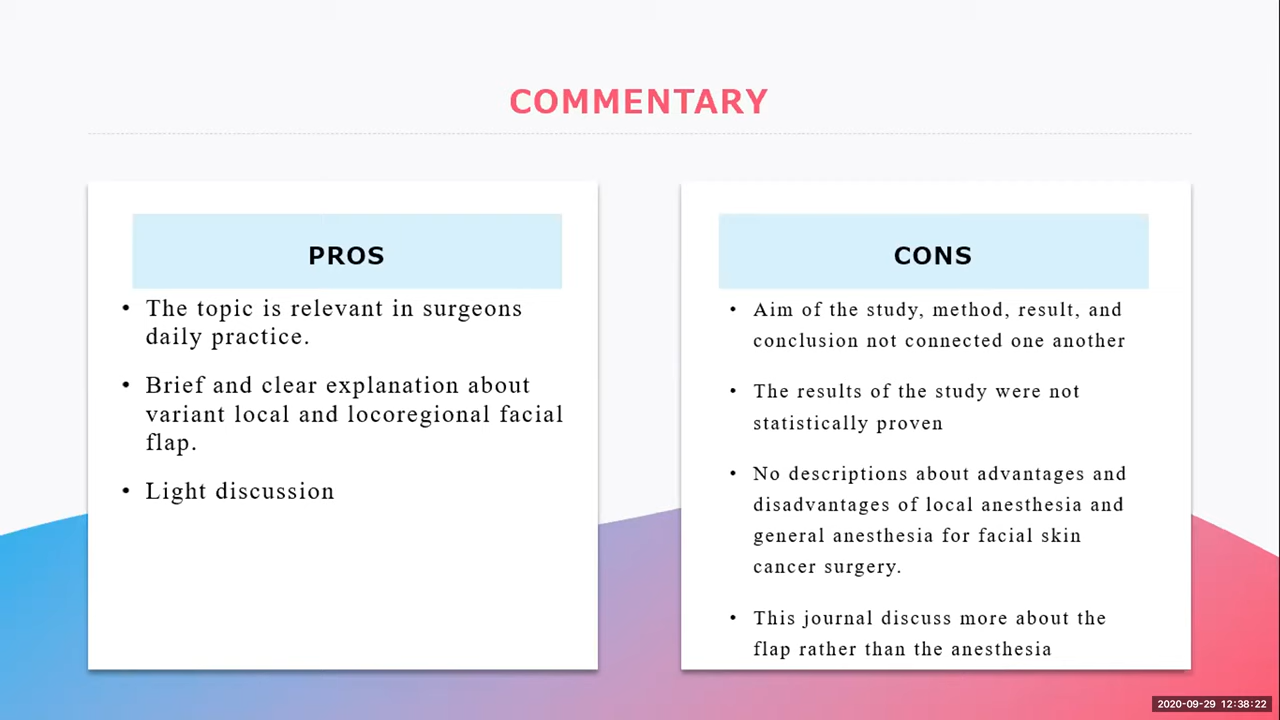 COMMENTARY
PROS
• The topic is relevant in surgeons
daily practice.
• Brief and clear explanation about
variant local and locoregional facial
flap.
• Light discussion
CONS
• Aim of the study, method, result, and
conclusion not connected one another
• The results of the study were not
statistically proven
• No descriptions about advantages and
disadvantages of local anesthesia and
general anesthesia for facial skin
cancer surgery.
• This journal discuss more about the
flap rather than the anesthesia
2020-09-29 12:38:22